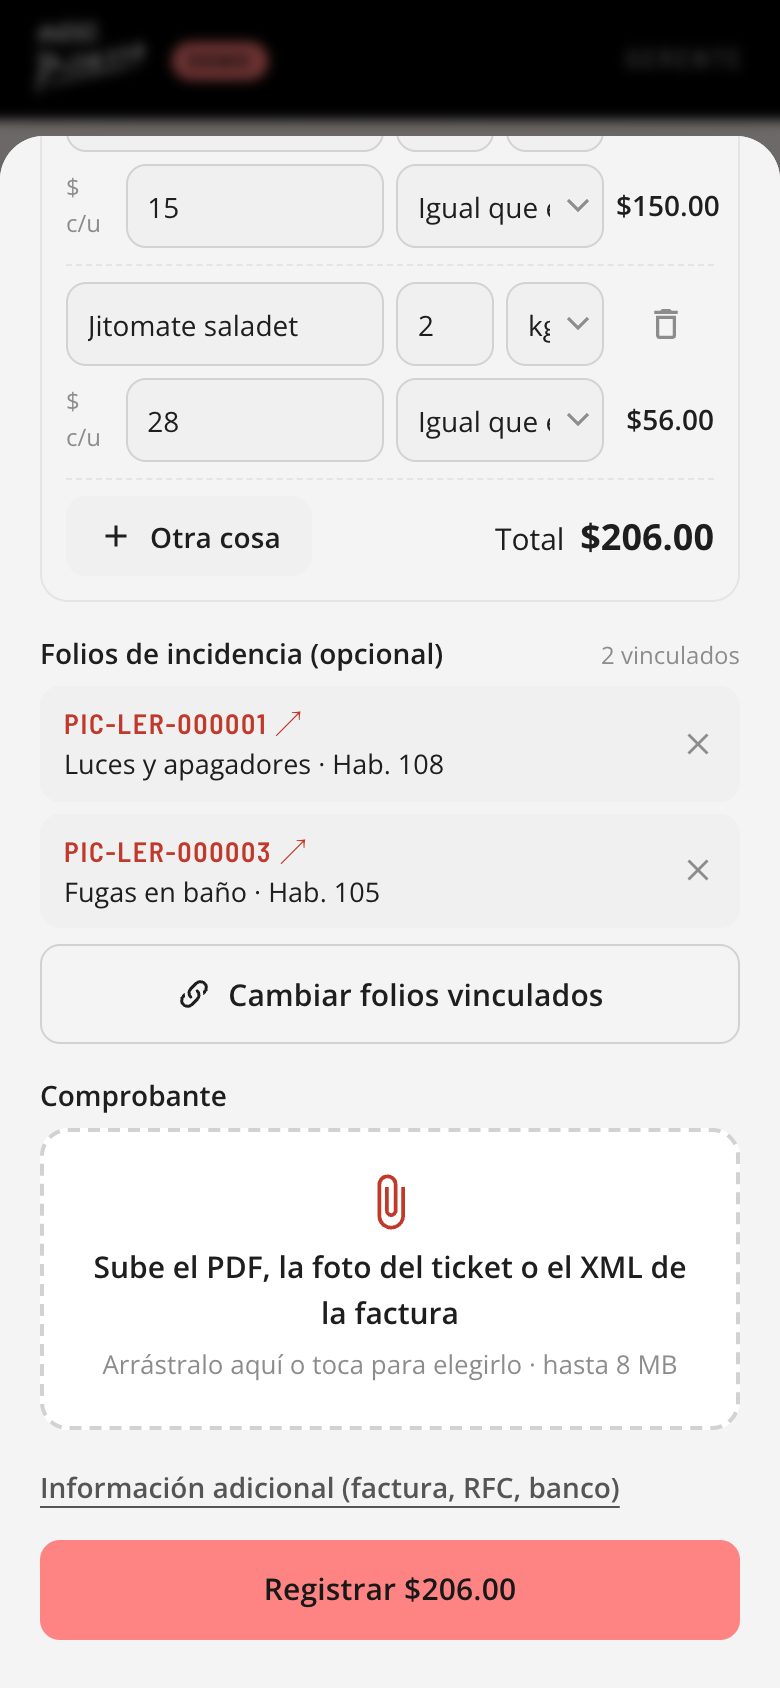 $
c/u
15
Igual que
$150.00
Jitomate saladet
2
kg
$
c/u
28
Igual que
$56.00
+ Otra cosa
Total $206.00
Folios de incidencia (opcional)
2 vinculados
PIC-LER-000001
Luces y apagadores · Hab. 108
PIC-LER-000003
Fugas en baño · Hab. 105
Cambiar folios vinculados
Comprobante
Sube el PDF, la foto del ticket o el XML de
la factura
Arrástralo aquí o toca para elegirlo · hasta 8 MB
Información adicional (factura, RFC, banco)
Registrar $206.00